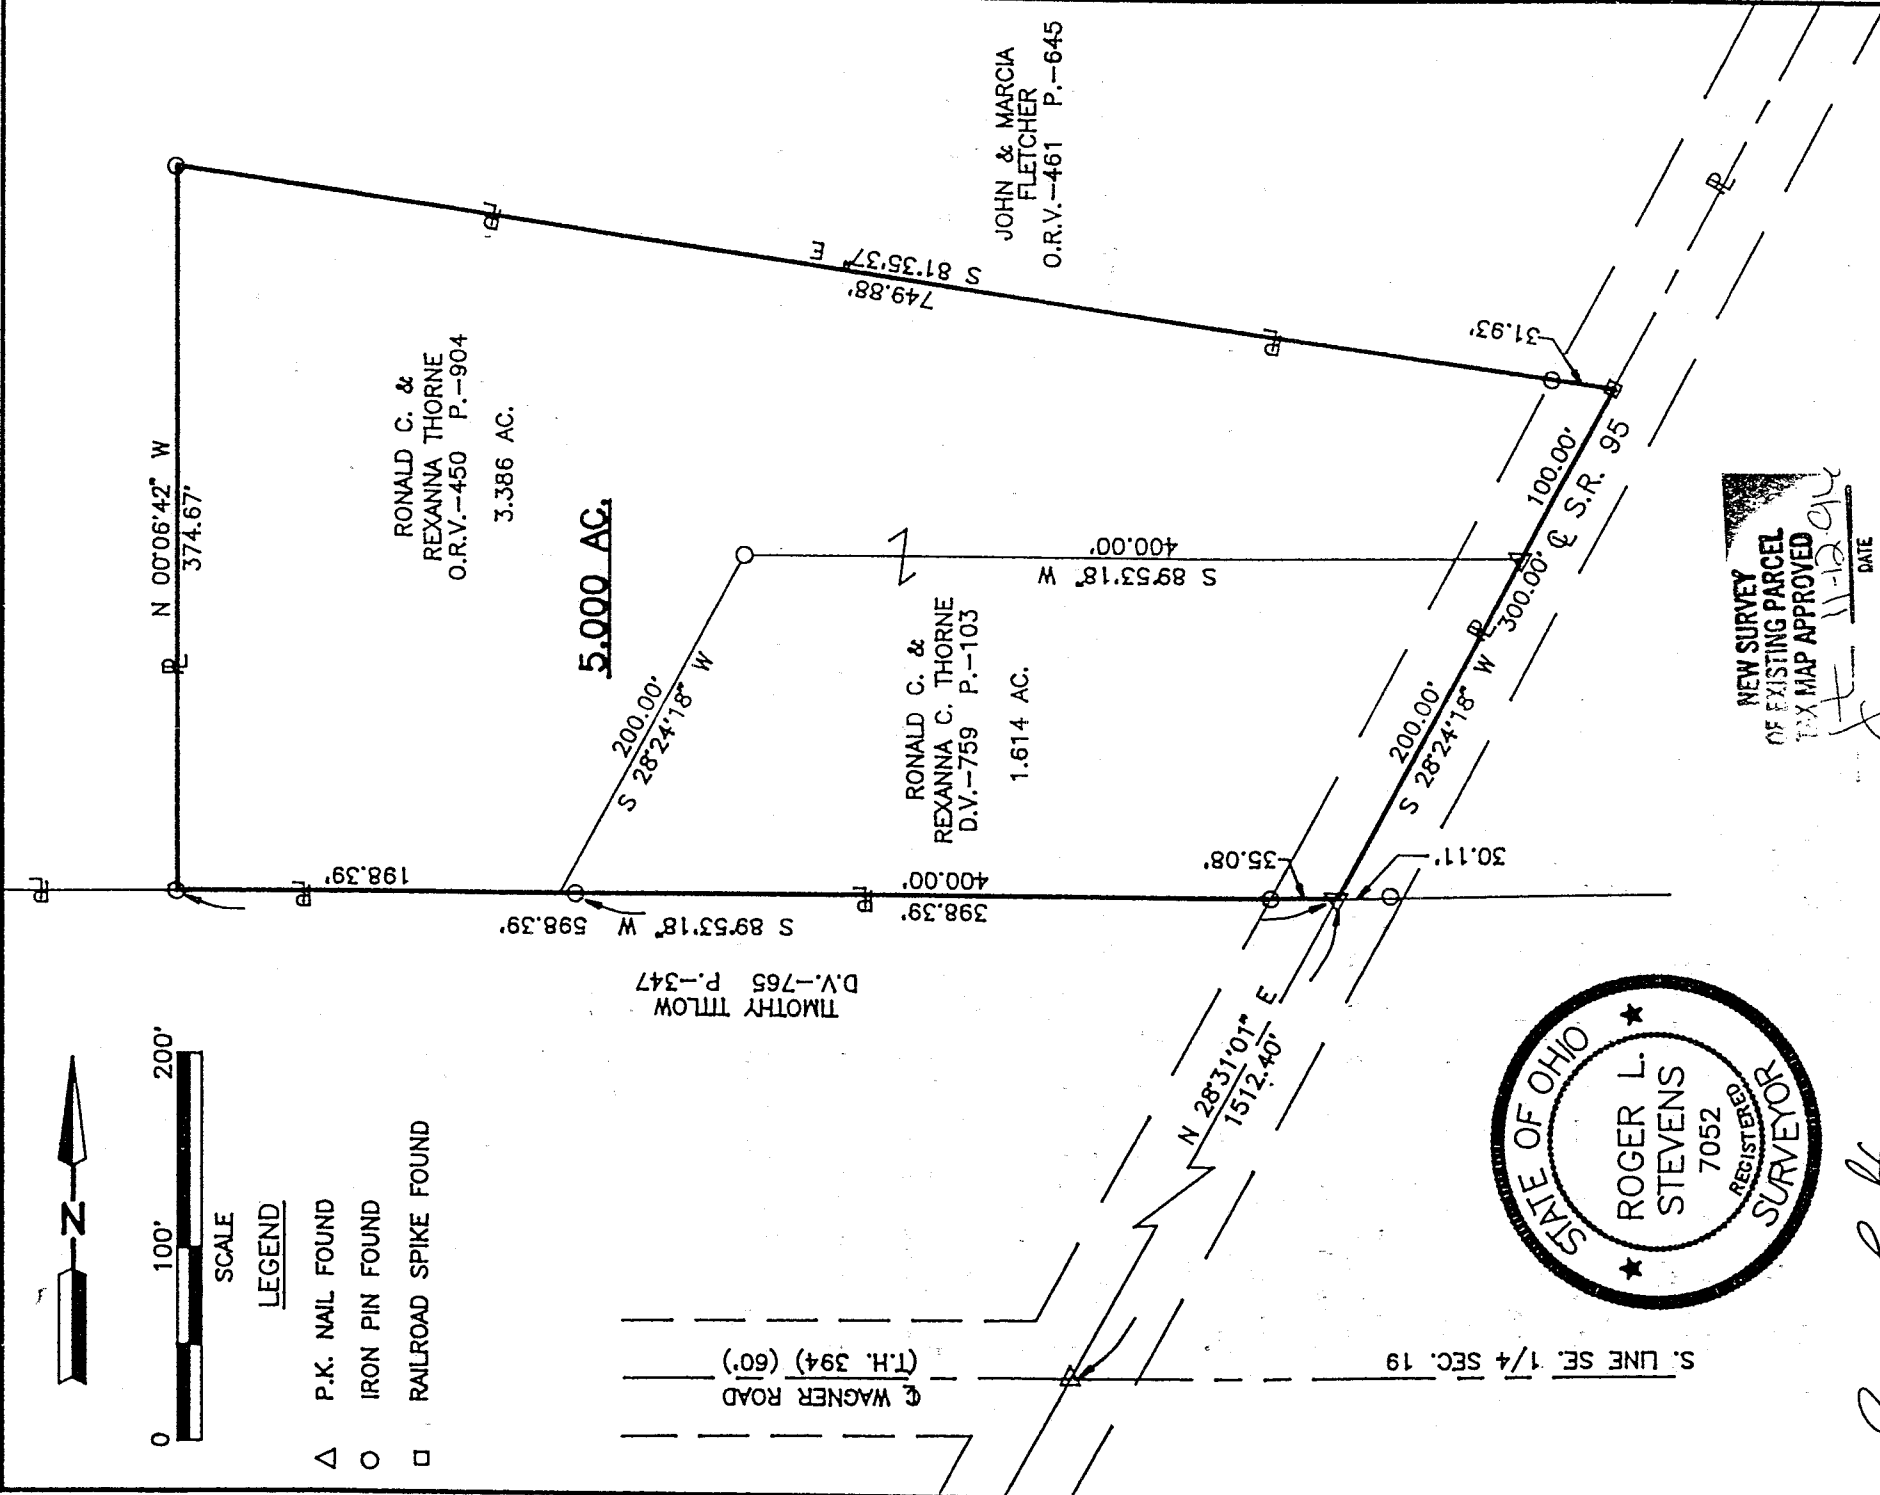 JOHN & MARCIA
FLETCHER
O.R.V.-461 P.-645
N 00°06'42" W
374.67'
S 81°35'37" E
749.88'
31.93'
RONALD C. &
REXANNA THORNE
O.R.V.-450 P.-904
3.386 AC.
5.000 AC.
S 89°53'18" W
400.00'
200.00'
S 28°24'18" W
RONALD C. &
REXANNA C. THORNE
D.V.-759 P.-103
1.614 AC.
100.00'
300.00' ℄ S.R. 95
200.00'
S 28°24'18" W
198.39'
400.00'
398.39'
S 89°53'18" W 598.39'
35.08'
30.11'
TIMOTHY TITLOW
D.V.-765 P.-347
N 28°31'01" E
1512.40'
N
0 100' 200'
SCALE
LEGEND
△ P.K. NAIL FOUND
○ IRON PIN FOUND
□ RAILROAD SPIKE FOUND
℄ WAGNER ROAD
(T.H. 394) (60')
S. LINE SE. 1/4 SEC. 19
STATE OF OHIO
ROGER L.
STEVENS
7052
REGISTERED
SURVEYOR
NEW SURVEY
OF EXISTING PARCEL
TAX MAP APPROVED
DATE